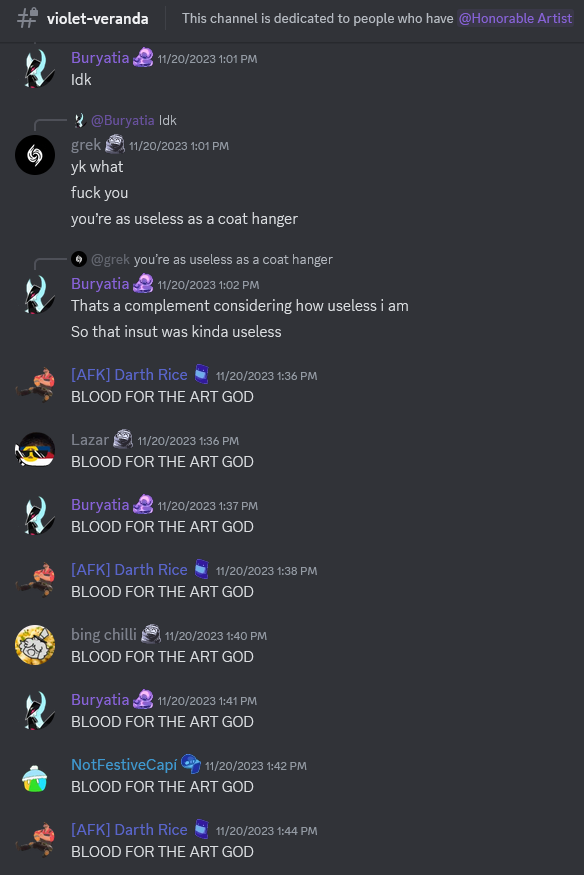 violet-veranda This channel is dedicated to people who have @Honorable Artist
Buryatia 11/20/2023 1:01 PM
Idk
@Buryatia Idk
grek 11/20/2023 1:01 PM
yk what
fuck you
you're as useless as a coat hanger
@grek you're as useless as a coat hanger
Buryatia 11/20/2023 1:02 PM
Thats a complement considering how useless i am
So that insut was kinda useless
[AFK] Darth Rice 11/20/2023 1:36 PM
BLOOD FOR THE ART GOD
Lazar 11/20/2023 1:36 PM
BLOOD FOR THE ART GOD
Buryatia 11/20/2023 1:37 PM
BLOOD FOR THE ART GOD
[AFK] Darth Rice 11/20/2023 1:38 PM
BLOOD FOR THE ART GOD
bing chilli 11/20/2023 1:40 PM
BLOOD FOR THE ART GOD
Buryatia 11/20/2023 1:41 PM
BLOOD FOR THE ART GOD
NotFestiveCapí 11/20/2023 1:42 PM
BLOOD FOR THE ART GOD
[AFK] Darth Rice 11/20/2023 1:44 PM
BLOOD FOR THE ART GOD